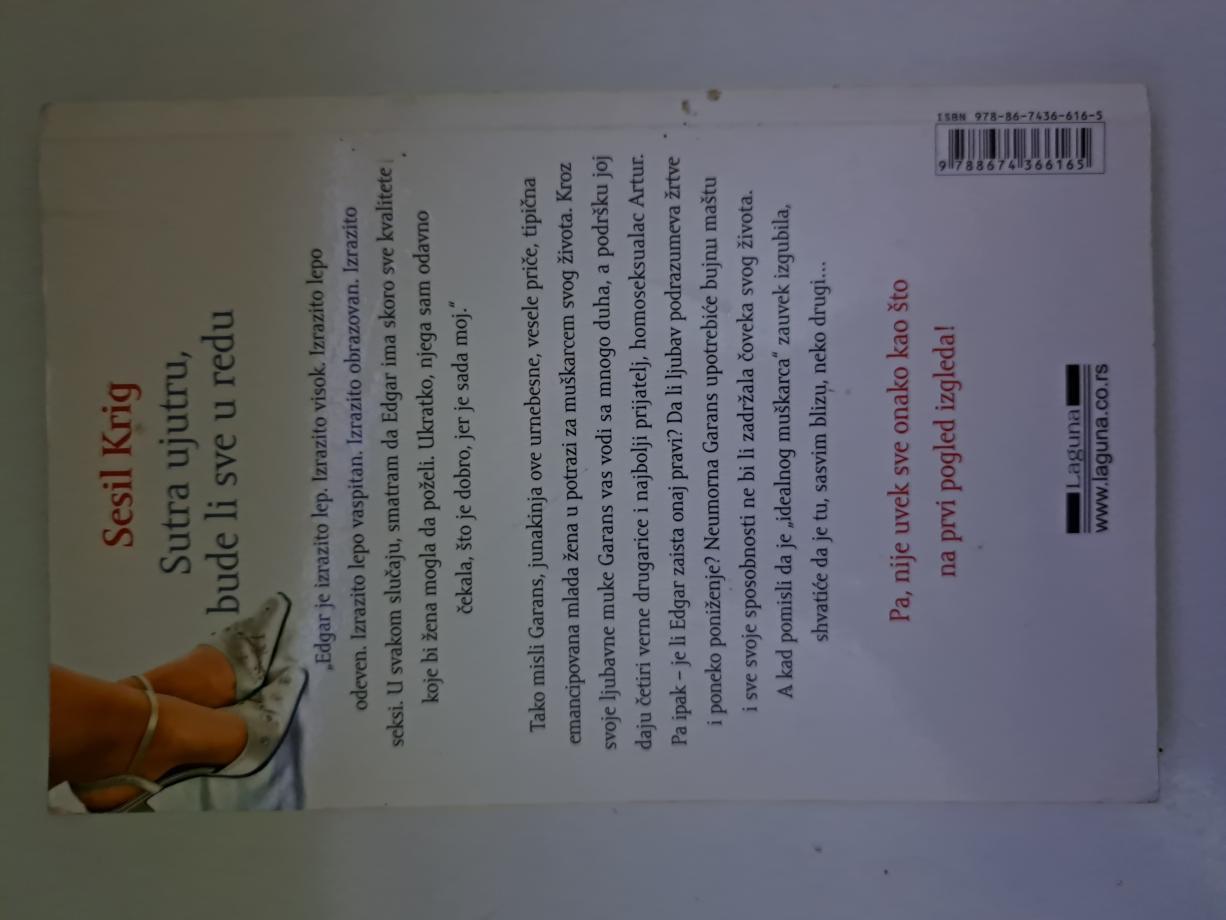 Sesil Krig
Sutra ujutru,
bude li sve u redu
„Edgar je izrazito lep. Izrazito visok. Izrazito lepo
odeven. Izrazito lepo vaspitan. Izrazito obrazovan. Izrazito
seksi. U svakom slučaju, smatram da Edgar ima skoro sve kvalitete
koje bi žena mogla da poželi. Ukratko, njega sam odavno
čekala, što je dobro, jer je sada moj.“
Tako misli Garans, junakinja ove urnebesne, vesele priče, tipična
emancipovana mlada žena u potrazi za muškarcem svog života. Kroz
svoje ljubavne muke Garans vas vodi sa mnogo duha, a podršku joj
daju četiri verne drugarice i najbolji prijatelj, homoseksualac Artur.
Pa ipak – je li Edgar zaista onaj pravi? Da li ljubav podrazumeva žrtve
i poneko poniženje? Neumorna Garans upotrebiće bujnu maštu
i sve svoje sposobnosti ne bi li zadržala čoveka svog života.
A kad pomisli da je „idealnog muškarca“ zauvek izgubila,
shvatiće da je tu, sasvim blizu, neko drugi...
Pa, nije uvek sve onako kao što
na prvi pogled izgleda!
Laguna
www.laguna.co.rs
ISBN 978-86-7436-616-5
9 788674 366165